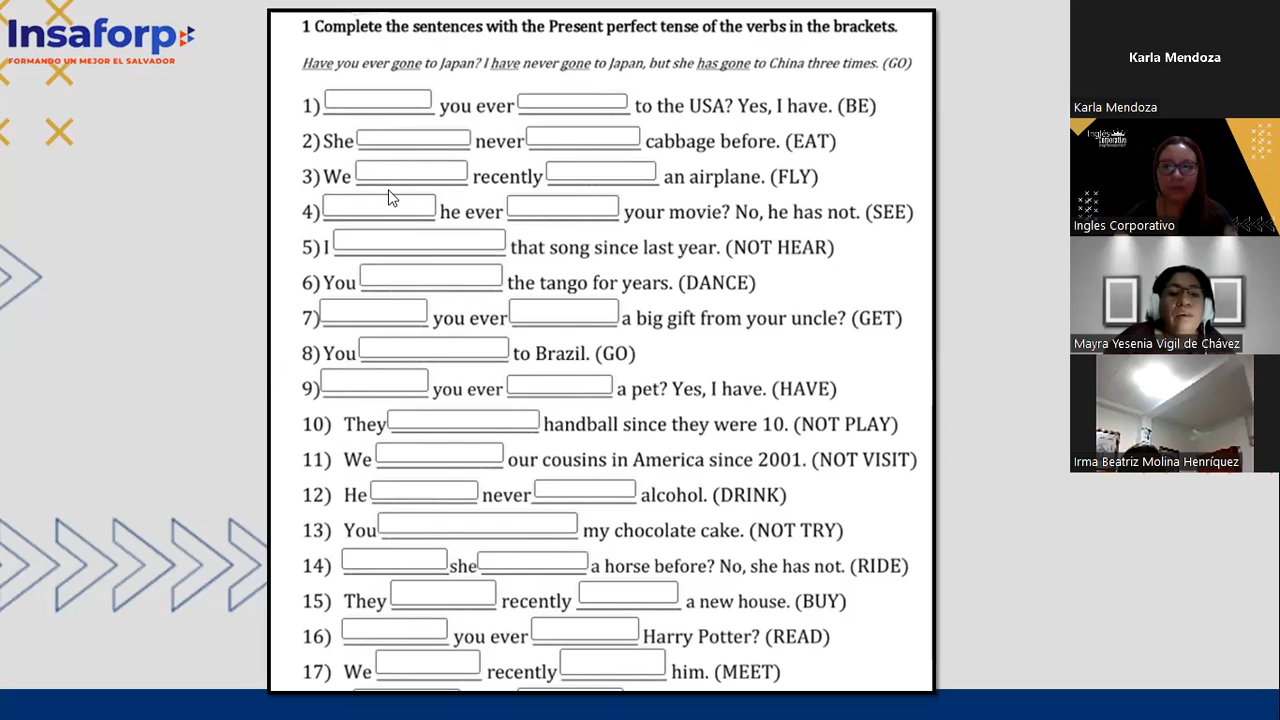 Insaforp
FORMANDO UN MEJOR EL SALVADOR
1 Complete the sentences with the Present perfect tense of the verbs in the brackets.
Have you ever gone to Japan? I have never gone to Japan, but she has gone to China three times. (GO)
1) you ever to the USA? Yes, I have. (BE)
2) She never cabbage before. (EAT)
3) We recently an airplane. (FLY)
4) he ever your movie? No, he has not. (SEE)
5) I that song since last year. (NOT HEAR)
6) You the tango for years. (DANCE)
7) you ever a big gift from your uncle? (GET)
8) You to Brazil. (GO)
9) you ever a pet? Yes, I have. (HAVE)
10) They handball since they were 10. (NOT PLAY)
11) We our cousins in America since 2001. (NOT VISIT)
12) He never alcohol. (DRINK)
13) You my chocolate cake. (NOT TRY)
14) she a horse before? No, she has not. (RIDE)
15) They recently a new house. (BUY)
16) you ever Harry Potter? (READ)
17) We recently him. (MEET)
Karla Mendoza
Karla Mendoza
Inglés
Corporativo
Ingles Corporativo
Mayra Yesenia Vigil de Chávez
Irma Beatriz Molina Henríquez